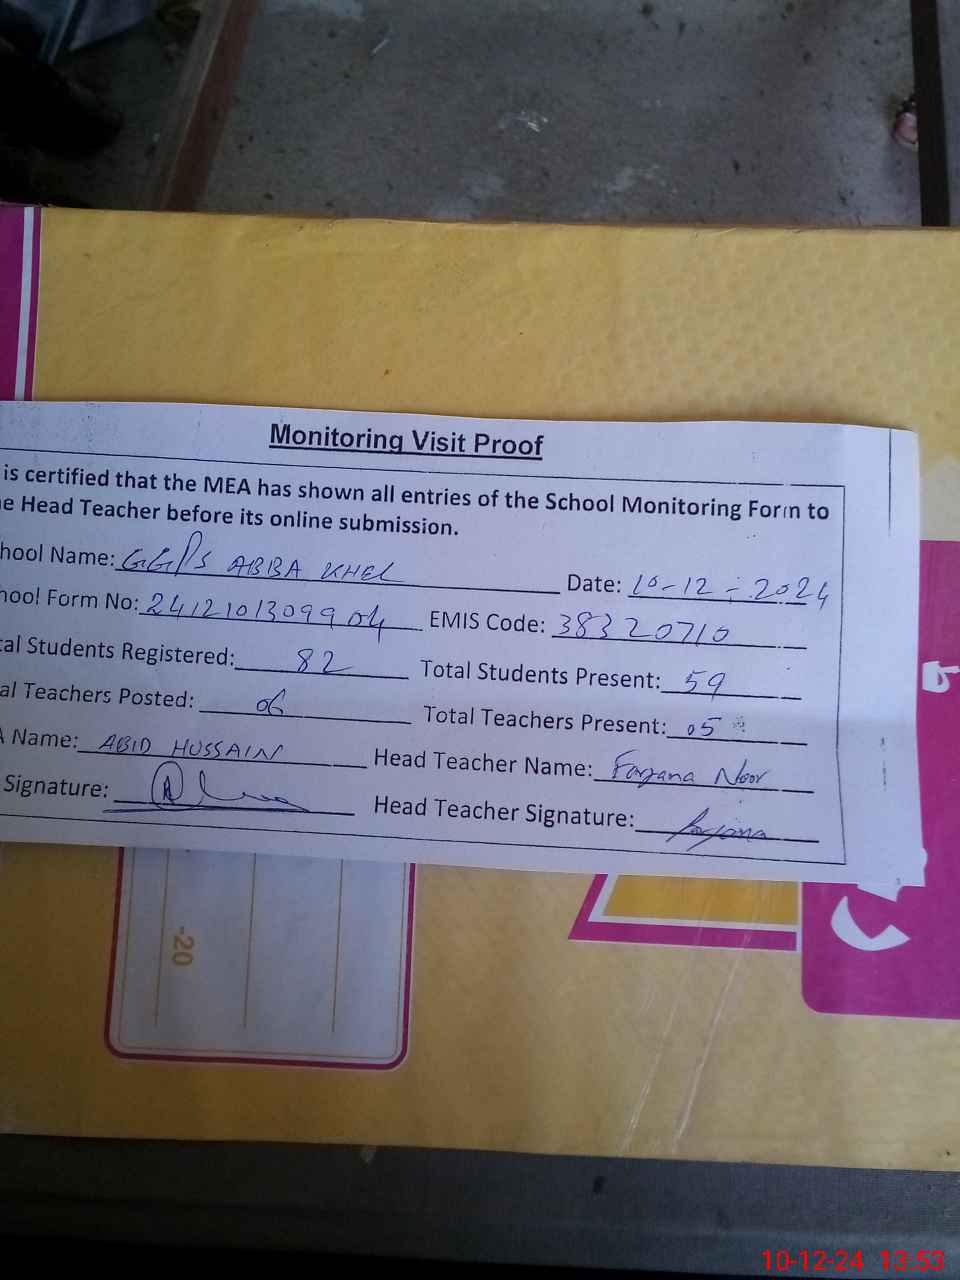 Monitoring Visit Proof
is certified that the MEA has shown all entries of the School Monitoring Form to
e Head Teacher before its online submission.
hool Name: GGPS ABBA KHEL Date: 10-12-2024
hool Form No: 2412101309904 EMIS Code: 38320710
al Students Registered: 82 Total Students Present: 59
al Teachers Posted: 06 Total Teachers Present: 05
A Name: ABID HUSSAIN Head Teacher Name: Farzana Noor
Signature: Head Teacher Signature: Farzana
-20
10-12-24 13:53